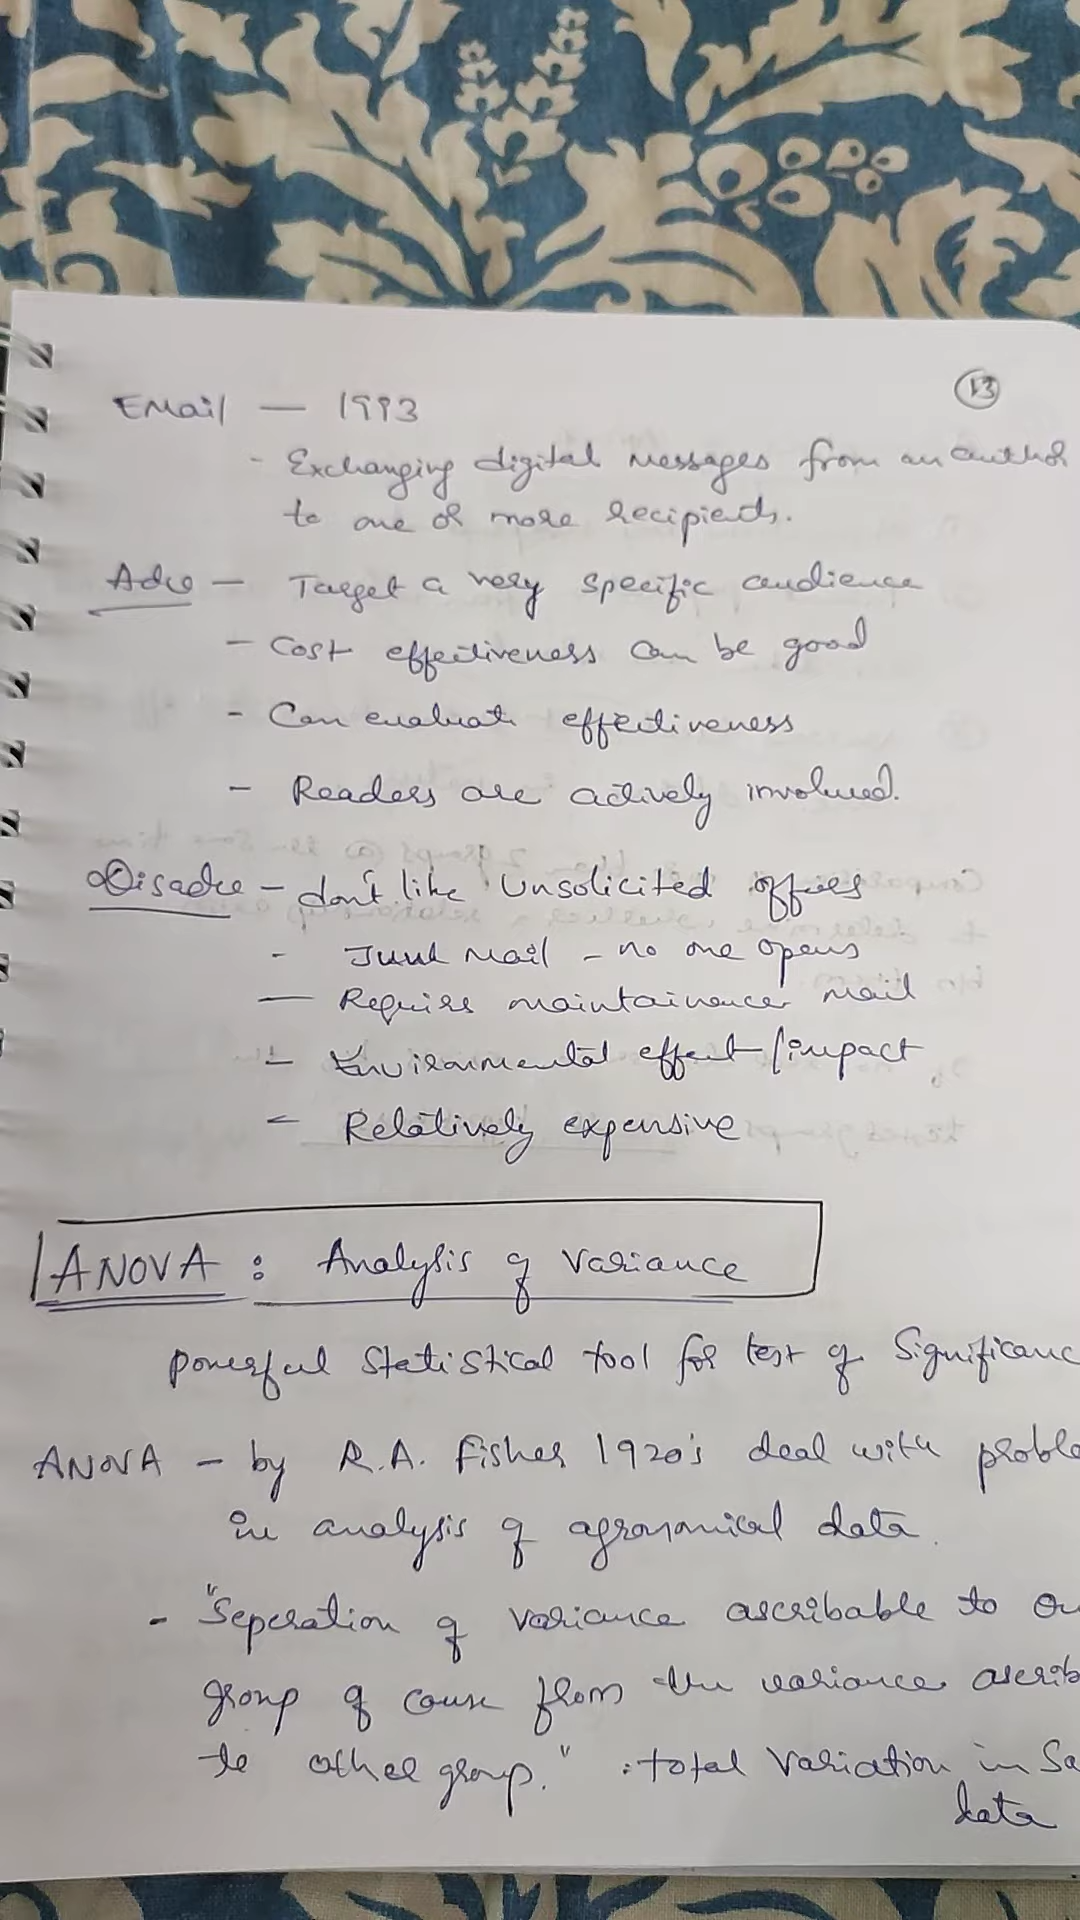 13
Email — 1993
- Exchanging digital messages from an author
to one or more recipients.
Adv — Target a very specific audience
- Cost effectiveness can be good
- Can evaluate effectiveness
- Readers are actively involved.
Disadv - don't like unsolicited offers
- Junk mail - no one opens
— Requires maintainence mail
- Environmental effect/impact
- Relatively expensive
ANOVA : Analysis of Variance
powerful Statistical tool for test of Significanc
ANOVA - by R.A. Fisher 1920's deal with proble
in analysis of agronomical data.
- "Seperation of variance ascribable to on
group of cause from the variance ascrib
to other group." : total Variation in Sa
data